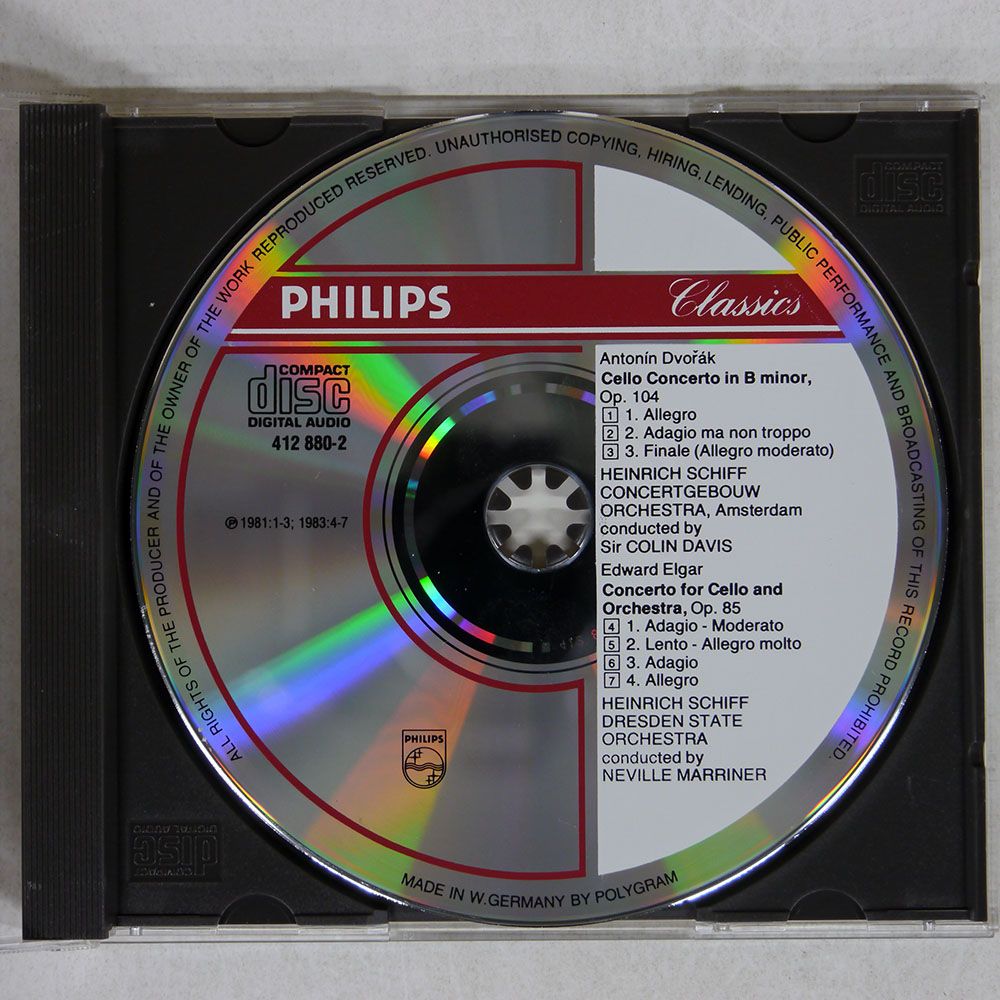 ALL RIGHTS OF THE PRODUCER AND OF THE OWNER OF THE WORK REPRODUCED RESERVED. UNAUTHORISED COPYING, HIRING, LENDING, PUBLIC PERFORMANCE AND BROADCASTING OF THIS RECORD PROHIBITED.
COMPACT
disc
DIGITAL AUDIO
PHILIPS Classics
COMPACT
disc
DIGITAL AUDIO
412 880-2
℗ 1981:1-3; 1983:4-7
Antonín Dvořák
Cello Concerto in B minor,
Op. 104
1 1. Allegro
2 2. Adagio ma non troppo
3 3. Finale (Allegro moderato)
HEINRICH SCHIFF
CONCERTGEBOUW
ORCHESTRA, Amsterdam
conducted by
Sir COLIN DAVIS
Edward Elgar
Concerto for Cello and
Orchestra, Op. 85
4 1. Adagio - Moderato
5 2. Lento - Allegro molto
6 3. Adagio
7 4. Allegro
HEINRICH SCHIFF
DRESDEN STATE
ORCHESTRA
conducted by
NEVILLE MARRINER
PHILIPS
MADE IN W.GERMANY BY POLYGRAM
COMPACT
disc
DIGITAL AUDIO